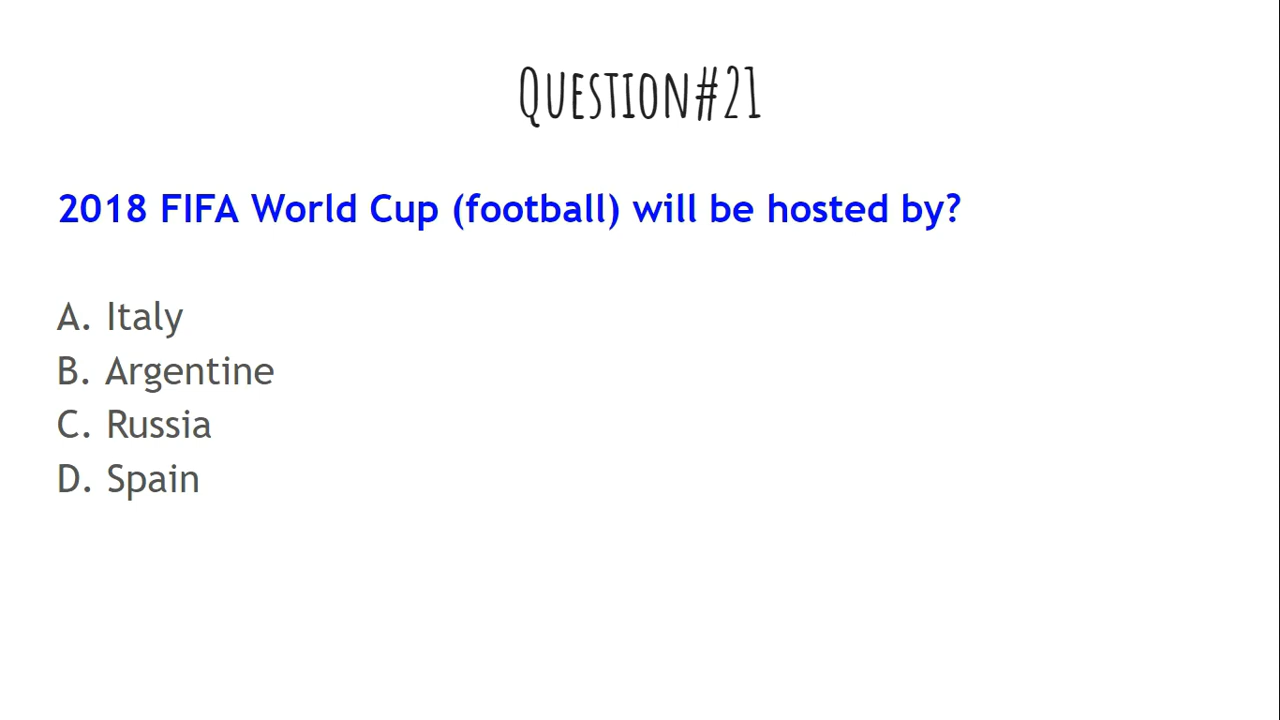 Question#21
2018 FIFA World Cup (football) will be hosted by?
A. Italy
B. Argentine
C. Russia
D. Spain